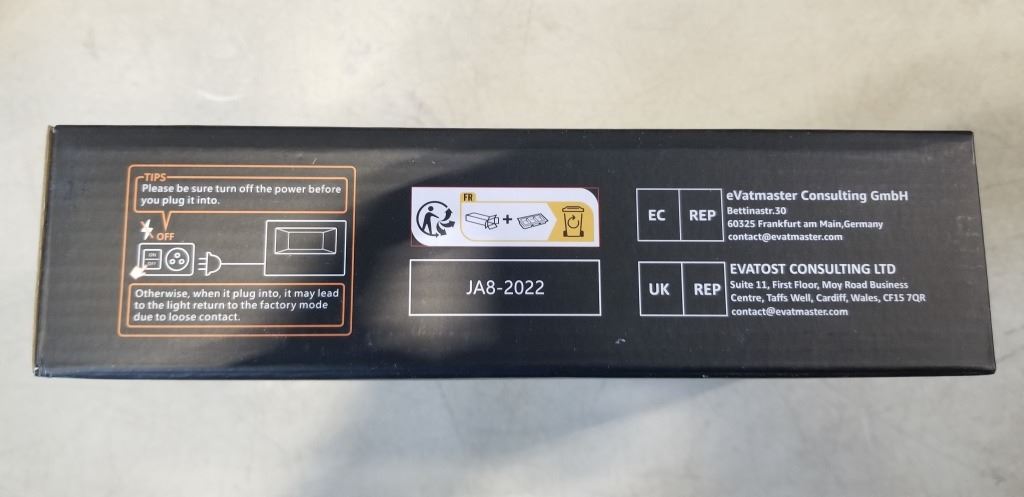 TIPS
Please be sure turn off the power before
you plug it into.
OFF
ON
OFF
Otherwise, when it plug into, it may lead
to the light return to the factory mode
due to loose contact.
FR
JA8-2022
EC REP
eVatmaster Consulting GmbH
Bettinastr.30
60325 Frankfurt am Main,Germany
contact@evatmaster.com
UK REP
EVATOST CONSULTING LTD
Suite 11, First Floor, Moy Road Business
Centre, Taffs Well, Cardiff, Wales, CF15 7QR
contact@evatmaster.com